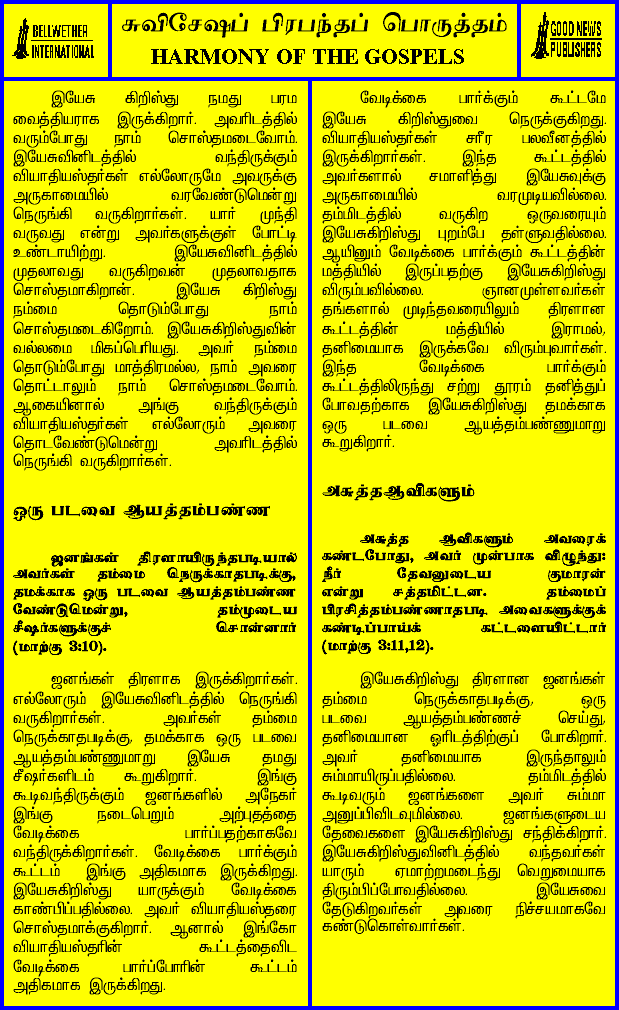 BELLWETHER
INTERNATIONAL
சுவிசேஷப் பிரபந்தப் பொருத்தம்
HARMONY OF THE GOSPELS
GOOD NEWS
PUBLISHERS
இயேசு கிறிஸ்து நமது பரம
வைத்தியராக இருக்கிறார். அவரிடத்தில்
வரும்போது நாம் சொஸ்தமடைவோம்.
இயேசுவினிடத்தில் வந்திருக்கும்
வியாதியஸ்தர்கள் எல்லோருமே அவருக்கு
அருகாமையில் வரவேண்டுமென்று
நெருங்கி வருகிறார்கள். யார் முந்தி
வருவது என்று அவர்களுக்குள் போட்டி
உண்டாயிற்று. இயேசுவினிடத்தில்
முதலாவது வருகிறவன் முதலாவதாக
சொஸ்தமாகிறான். இயேசு கிறிஸ்து
நம்மை தொடும்போது நாம்
சொஸ்தமடைகிறோம். இயேசுகிறிஸ்துவின்
வல்லமை மிகப்பெரியது. அவர் நம்மை
தொடும்போது மாத்திரமல்ல, நாம் அவரை
தொட்டாலும் நாம் சொஸ்தமடைவோம்.
ஆகையினால் அங்கு வந்திருக்கும்
வியாதியஸ்தர்கள் எல்லோரும் அவரை
தொடவேண்டுமென்று அவரிடத்தில்
நெருங்கி வருகிறார்கள்.
ஒரு படவை ஆயத்தம்பண்ண
ஜனங்கள் திரளாயிருந்தபடியால்
அவர்கள் தம்மை நெருக்காதபடிக்கு,
தமக்காக ஒரு படவை ஆயத்தம்பண்ண
வேண்டுமென்று, தம்முடைய
சீஷர்களுக்குச் சொன்னார்
(மாற்கு 3:10).
ஜனங்கள் திரளாக இருக்கிறார்கள்.
எல்லோரும் இயேசுவினிடத்தில் நெருங்கி
வருகிறார்கள். அவர்கள் தம்மை
நெருக்காதபடிக்கு, தமக்காக ஒரு படவை
ஆயத்தம்பண்ணுமாறு இயேசு தமது
சீஷர்களிடம் கூறுகிறார். இங்கு
கூடிவந்திருக்கும் ஜனங்களில் அநேகர்
இங்கு நடைபெறும் அற்புதத்தை
வேடிக்கை பார்ப்பதற்காகவே
வந்திருக்கிறார்கள். வேடிக்கை பார்க்கும்
கூட்டம் இங்கு அதிகமாக இருக்கிறது.
இயேசுகிறிஸ்து யாருக்கும் வேடிக்கை
காண்பிப்பதில்லை. அவர் வியாதியஸ்தரை
சொஸ்தமாக்குகிறார். ஆனால் இங்கோ
வியாதியஸ்தரின் கூட்டத்தைவிட
வேடிக்கை பார்ப்போரின் கூட்டம்
அதிகமாக இருக்கிறது.
வேடிக்கை பார்க்கும் கூட்டமே
இயேசு கிறிஸ்துவை நெருக்குகிறது.
வியாதியஸ்தர்கள் சரீர பலவீனத்தில்
இருக்கிறார்கள். இந்த கூட்டத்தில்
அவர்களால் சமாளித்து இயேசுவுக்கு
அருகாமையில் வரமுடியவில்லை.
தம்மிடத்தில் வருகிற ஒருவரையும்
இயேசுகிறிஸ்து புறம்பே தள்ளுவதில்லை.
ஆயினும் வேடிக்கை பார்க்கும் கூட்டத்தின்
மத்தியில் இருப்பதற்கு இயேசுகிறிஸ்து
விரும்பவில்லை. ஞானமுள்ளவர்கள்
தங்களால் முடிந்தவரையிலும் திரளான
கூட்டத்தின் மத்தியில் இராமல்,
தனிமையாக இருக்கவே விரும்புவார்கள்.
இந்த வேடிக்கை பார்க்கும்
கூட்டத்திலிருந்து சற்று தூரம் தனித்துப்
போவதற்காக இயேசுகிறிஸ்து தமக்காக
ஒரு படவை ஆயத்தம்பண்ணுமாறு
கூறுகிறார்.
அசுத்தஆவிகளும்
அசுத்த ஆவிகளும் அவரைக்
கண்டபோது, அவர் முன்பாக விழுந்து:
நீர் தேவனுடைய குமாரன்
என்று சத்தமிட்டன. தம்மைப்
பிரசித்தம்பண்ணாதபடி அவைகளுக்குக்
கண்டிப்பாய்க் கட்டளையிட்டார்
(மாற்கு 3:11,12).
இயேசுகிறிஸ்து திரளான ஜனங்கள்
தம்மை நெருக்காதபடிக்கு, ஒரு
படவை ஆயத்தம்பண்ணச் செய்து,
தனிமையான ஓரிடத்திற்குப் போகிறார்.
அவர் தனிமையாக இருந்தாலும்
சும்மாயிருப்பதில்லை. தம்மிடத்தில்
கூடிவரும் ஜனங்களை அவர் சும்மா
அனுப்பிவிடவுமில்லை. ஜனங்களுடைய
தேவைகளை இயேசுகிறிஸ்து சந்திக்கிறார்.
இயேசுகிறிஸ்துவினிடத்தில் வந்தவர்கள்
யாரும் ஏமாற்றமடைந்து வெறுமையாக
திரும்பிப்போவதில்லை. இயேசுவை
தேடுகிறவர்கள் அவரை நிச்சயமாகவே
கண்டுகொள்வார்கள்.